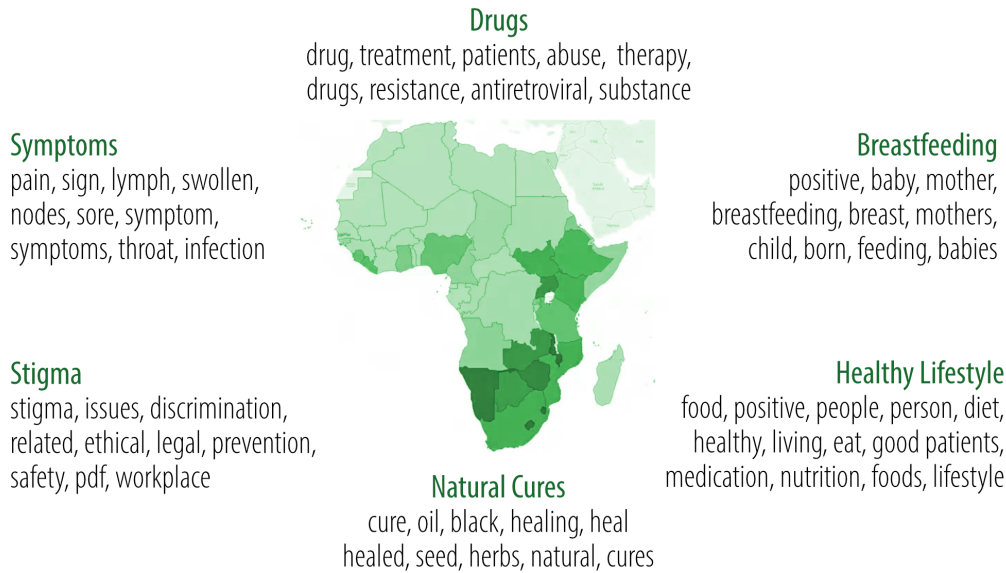 Drugs
drug, treatment, patients, abuse, therapy,
drugs, resistance, antiretroviral, substance
Symptoms
pain, sign, lymph, swollen,
nodes, sore, symptom,
symptoms, throat, infection
Breastfeeding
positive, baby, mother,
breastfeeding, breast, mothers,
child, born, feeding, babies
Stigma
stigma, issues, discrimination,
related, ethical, legal, prevention,
safety, pdf, workplace
Healthy Lifestyle
food, positive, people, person, diet,
healthy, living, eat, good patients,
medication, nutrition, foods, lifestyle
Natural Cures
cure, oil, black, healing, heal
healed, seed, herbs, natural, cures